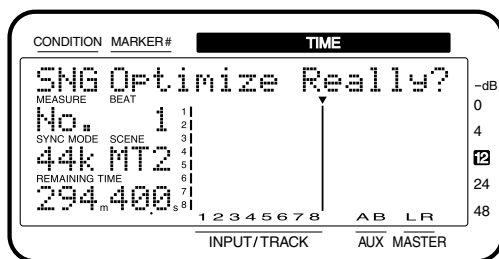 CONDITION MARKER# TIME
SNG Optimize Really?
MEASURE BEAT
No. 1
SYNC MODE SCENE
44k MT2
REMAINING TIME
294m400s
1
2
3
4
5
6
7
8
1 2 3 4 5 6 7 8 AB LR
INPUT/TRACK AUX MASTER
-dB
0
4
12
24
48